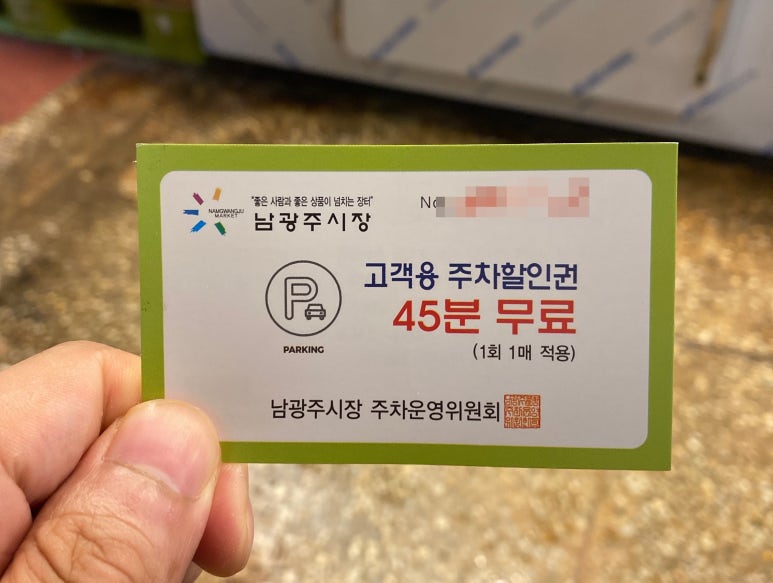 "좋은 사람과 좋은 상품이 넘치는 장터"
NAMGWANGJU
MARKET
남광주시장
고객용 주차할인권
45분 무료
(1회 1매 적용)
PARKING
남광주시장 주차운영위원회